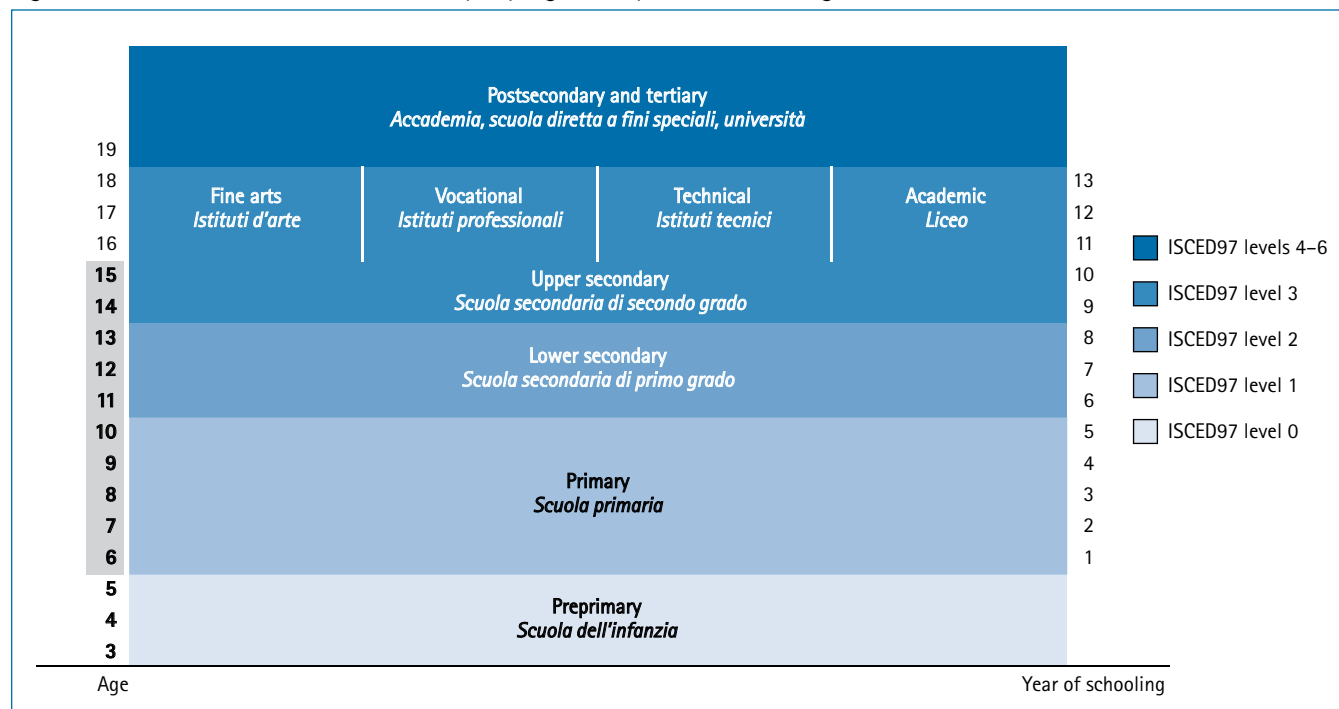 Postsecondary and tertiary
Accademia, scuola diretta a fini speciali, università
19
18
17
16
15
14
13
12
11
10
9
8
7
6
5
4
3
Fine arts
Istituti d'arte
Vocational
Istituti professionali
Technical
Istituti tecnici
Academic
Liceo
Upper secondary
Scuola secondaria di secondo grado
Lower secondary
Scuola secondaria di primo grado
Primary
Scuola primaria
Preprimary
Scuola dell'infanzia
13
12
11
10
9
8
7
6
5
4
3
2
1
ISCED97 levels 4–6
ISCED97 level 3
ISCED97 level 2
ISCED97 level 1
ISCED97 level 0
Age
Year of schooling